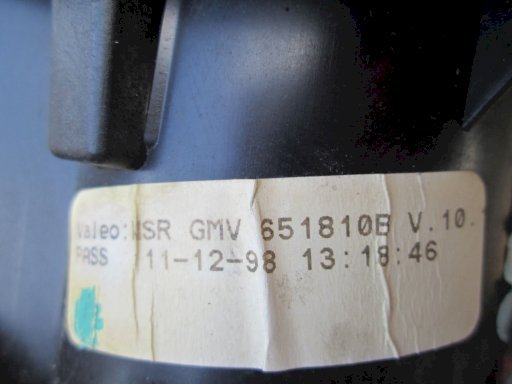 Valeo:WSR GMV 651810B V.10.
PASS 11-12-98 13:18:46